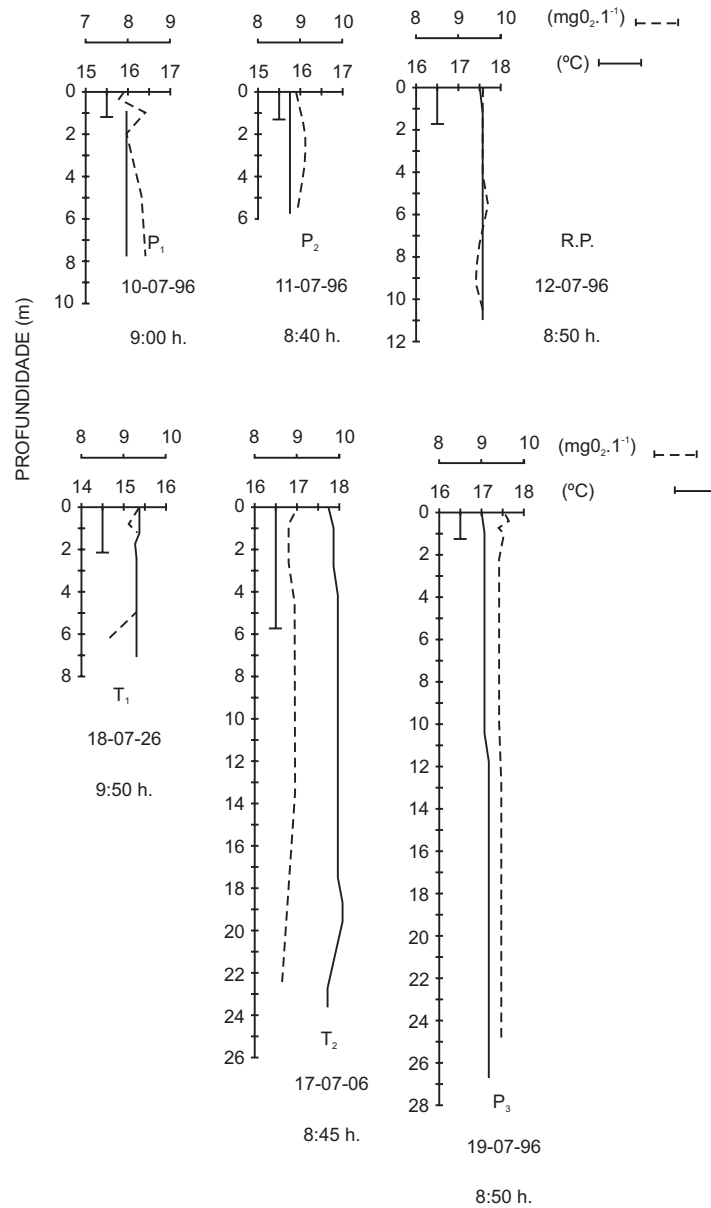 7 8 9
15 16 17
0
2
4
6
8
10
P₁
10-07-96
9:00 h.
8 9 10
15 16 17
0
2
4
6
P₂
11-07-96
8:40 h.
8 9 10
16 17 18
0
2
4
6
8
10
12
R.P.
12-07-96
8:50 h.
(mg0₂.1⁻¹)
(ºC)
PROFUNDIDADE (m)
8 9 10
14 15 16
0
2
4
6
8
T₁
18-07-26
9:50 h.
8 9 10
16 17 18
0
2
4
6
8
10
12
14
16
18
20
22
24
26
T₂
17-07-06
8:45 h.
8 9 10
16 17 18
0
2
4
6
8
10
12
14
16
18
20
22
24
26
28
P₃
19-07-96
8:50 h.
(mg0₂.1⁻¹)
(ºC)